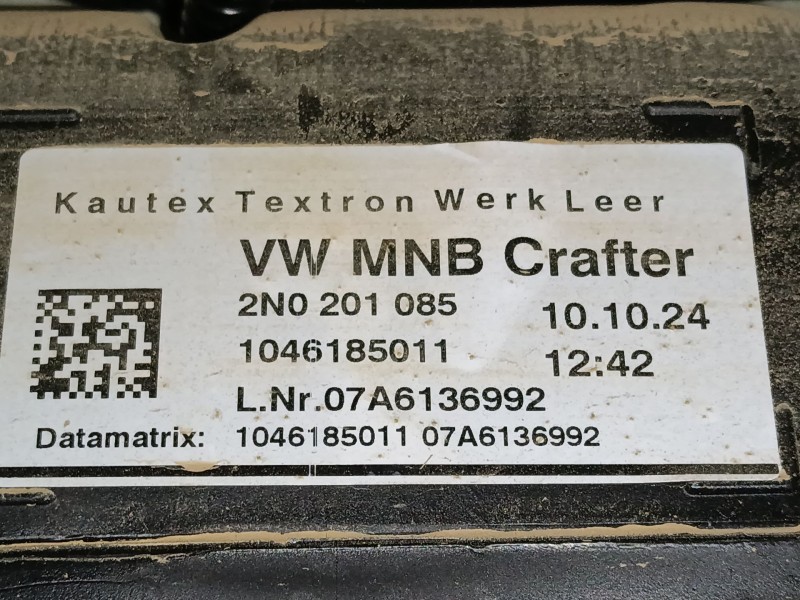 Kautex Textron Werk Leer
VW MNB Crafter
2N0 201 085 10.10.24
1046185011 12:42
L.Nr.07A6136992
Datamatrix: 1046185011 07A6136992